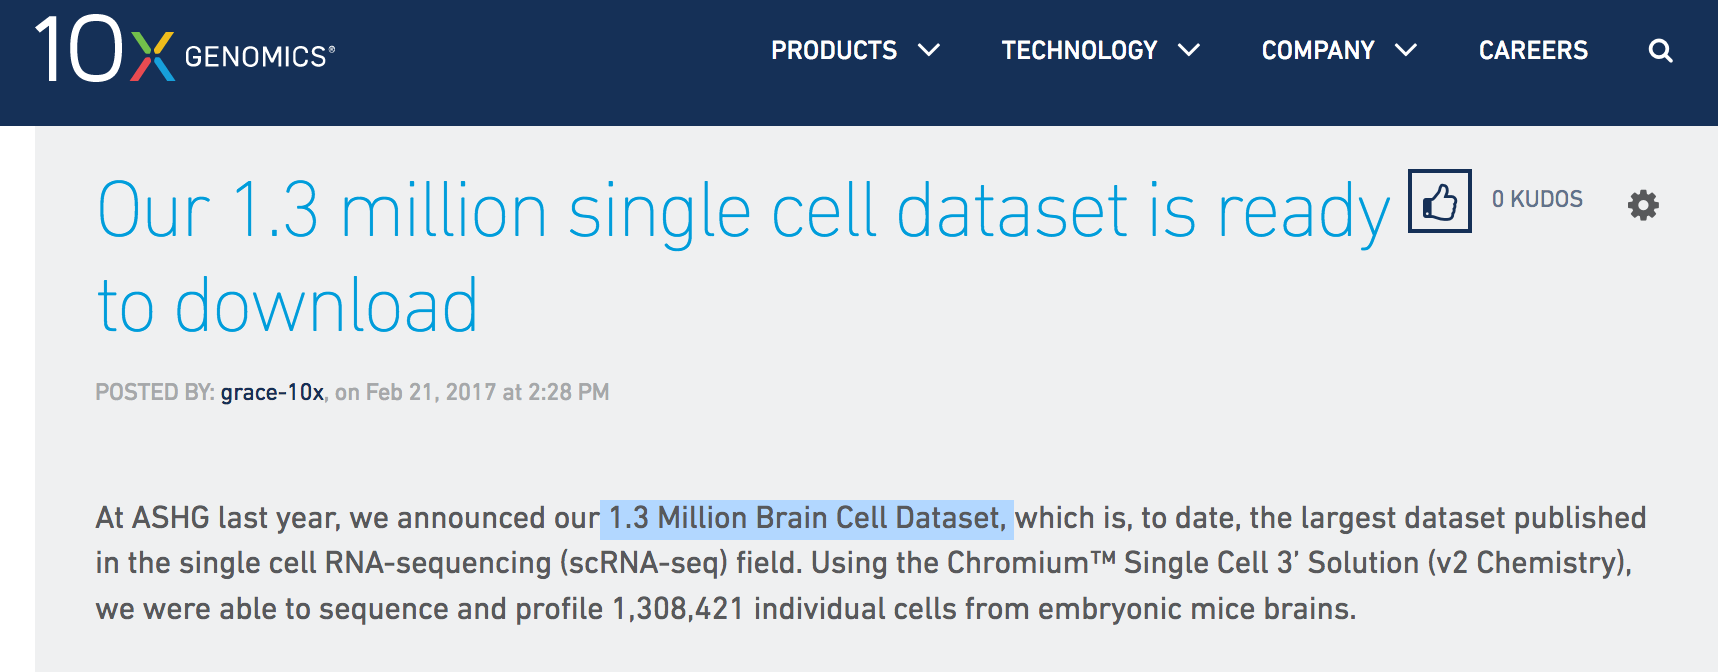 10x GENOMICS®
PRODUCTS TECHNOLOGY COMPANY CAREERS
Our 1.3 million single cell dataset is ready
0 KUDOS
to download
POSTED BY: grace-10x, on Feb 21, 2017 at 2:28 PM
At ASHG last year, we announced our 1.3 Million Brain Cell Dataset, which is, to date, the largest dataset published
in the single cell RNA-sequencing (scRNA-seq) field. Using the Chromium™ Single Cell 3’ Solution (v2 Chemistry),
we were able to sequence and profile 1,308,421 individual cells from embryonic mice brains.